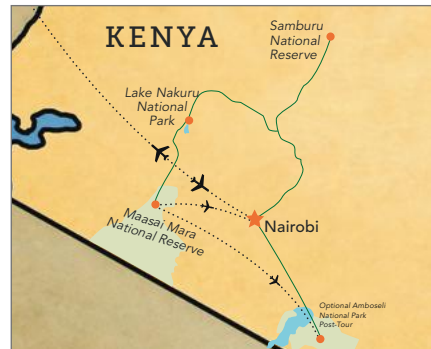 KENYA
Samburu
National
Reserve
Lake Nakuru
National
Park
Maasai Mara
National Reserve
Nairobi
Optional Amboseli
National Park
Post-Tour